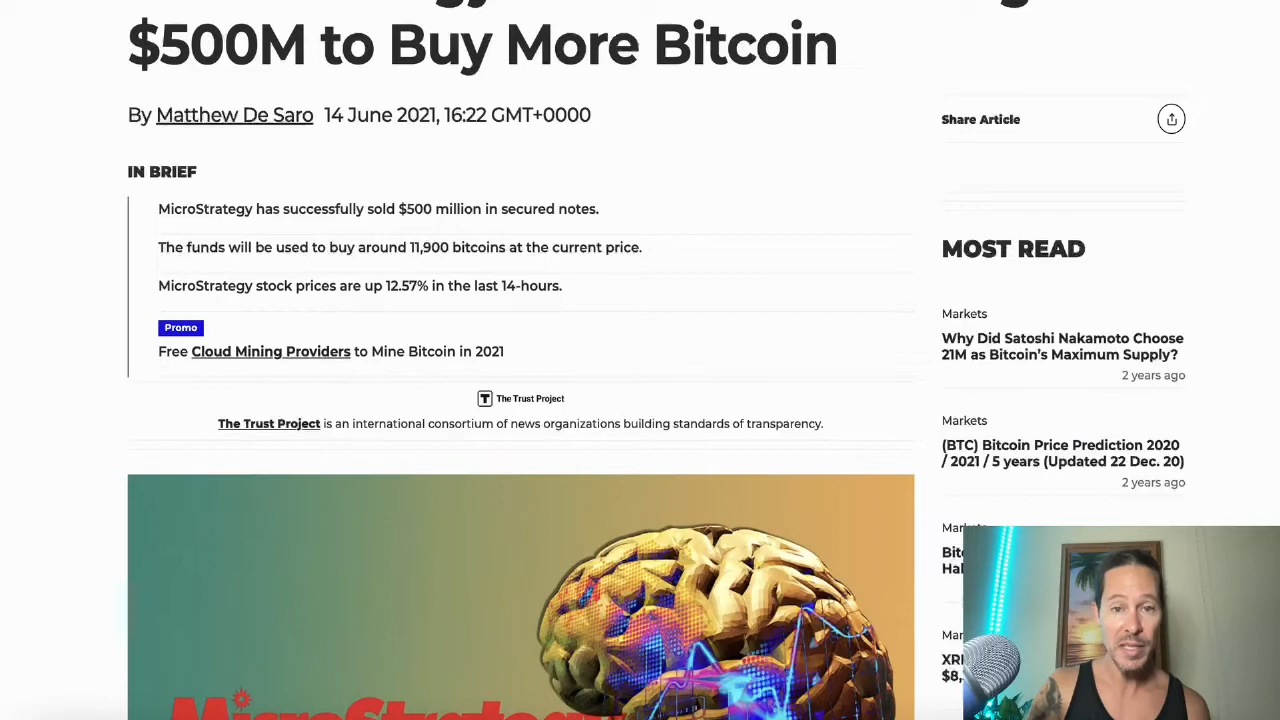 $500M to Buy More Bitcoin
By Matthew De Saro 14 June 2021, 16:22 GMT+0000
IN BRIEF
MicroStrategy has successfully sold $500 million in secured notes.
The funds will be used to buy around 11,900 bitcoins at the current price.
MicroStrategy stock prices are up 12.57% in the last 14-hours.
Promo
Free Cloud Mining Providers to Mine Bitcoin in 2021
The Trust Project
The Trust Project is an international consortium of news organizations building standards of transparency.
MicroStrategy
Share Article
MOST READ
Markets
Why Did Satoshi Nakamoto Choose
21M as Bitcoin's Maximum Supply?
2 years ago
Markets
(BTC) Bitcoin Price Prediction 2020
/ 2021 / 5 years (Updated 22 Dec. 20)
2 years ago